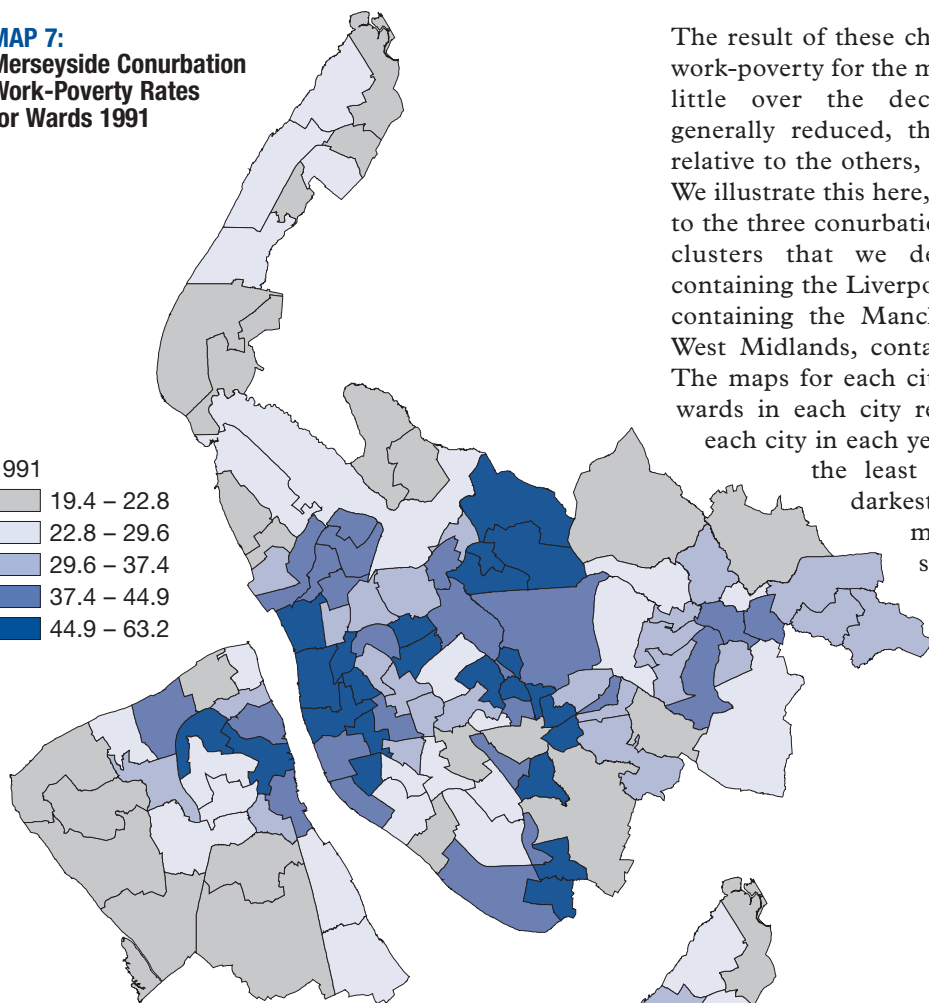 MAP 7:
Merseyside Conurbation
Work-Poverty Rates
or Wards 1991
991
19.4 – 22.8
22.8 – 29.6
29.6 – 37.4
37.4 – 44.9
44.9 – 63.2
The result of these ch
work-poverty for the m
little over the dec
generally reduced, th
relative to the others,
We illustrate this here,
to the three conurbatio
clusters that we de
containing the Liverpo
containing the Manc
West Midlands, conta
The maps for each cit
wards in each city re
each city in each ye
the least
darkest
m
s